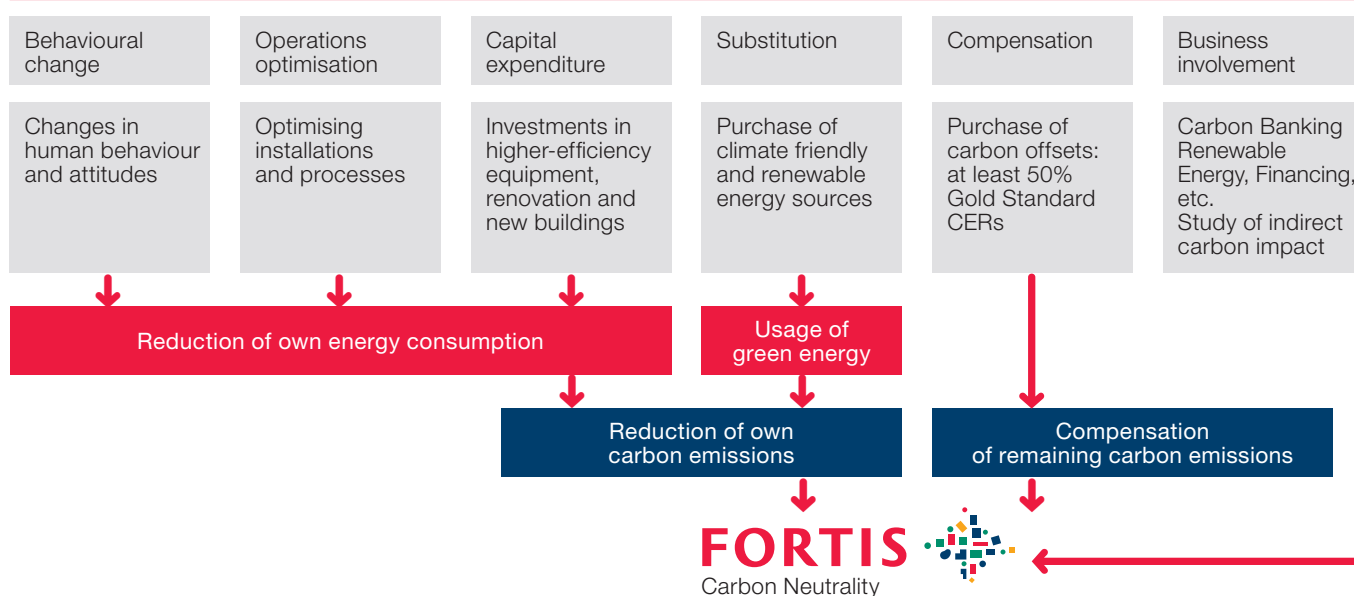 Behavioural
change
Operations
optimisation
Capital
expenditure
Substitution
Compensation
Business
involvement
Changes in
human behaviour
and attitudes
Optimising
installations
and processes
Investments in
higher-efficiency
equipment,
renovation and
new buildings
Purchase of
climate friendly
and renewable
energy sources
Purchase of
carbon offsets:
at least 50%
Gold Standard
CERs
Carbon Banking
Renewable
Energy, Financing,
etc.
Study of indirect
carbon impact
Reduction of own energy consumption
Usage of
green energy
Reduction of own
carbon emissions
Compensation
of remaining carbon emissions
FORTIS
Carbon Neutrality